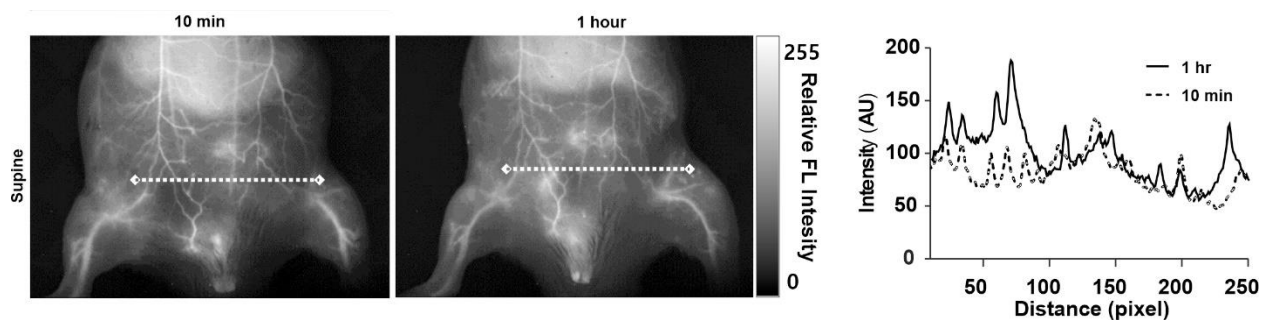 10 min
1 hour
Supine
255
Relative FL Intesity
0
200
150
100
50
0
Intensity (AU)
1 hr
10 min
50 100 150 200 250
Distance (pixel)